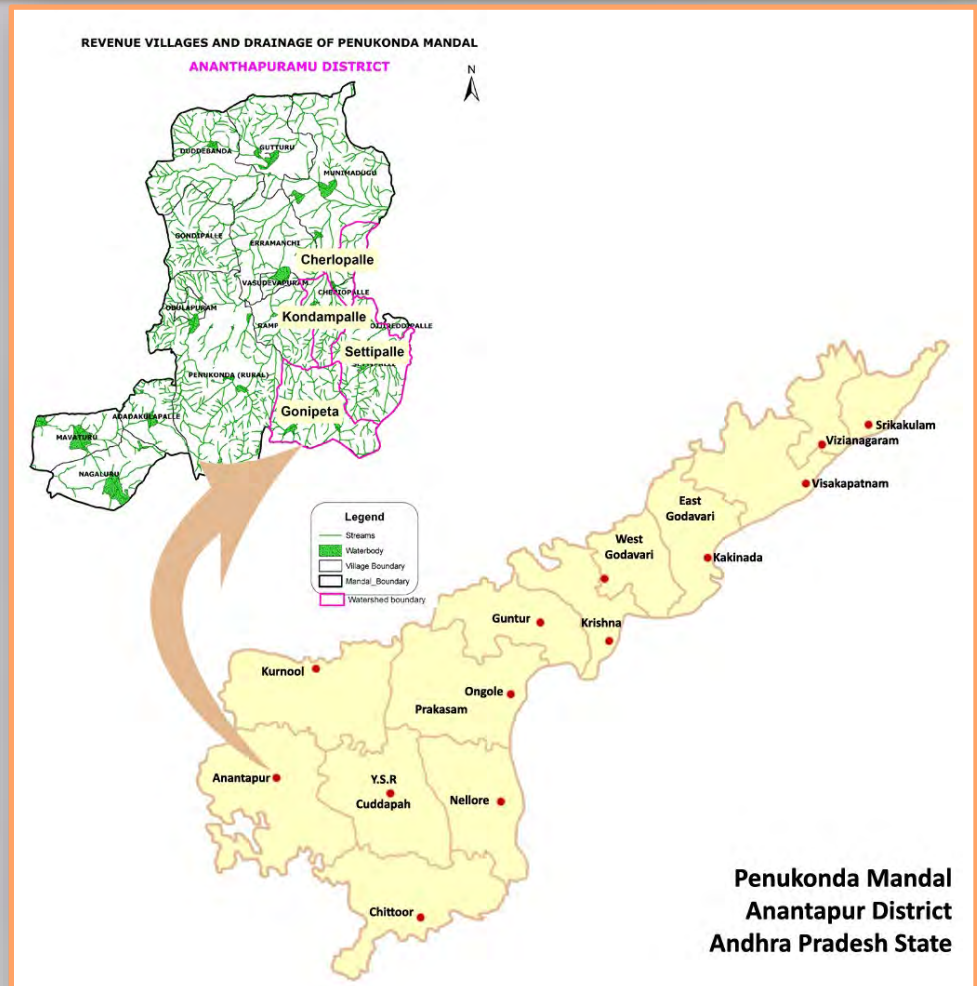 REVENUE VILLAGES AND DRAINAGE OF PENUKONDA MANDAL
ANANTHAPURAMU DISTRICT
N
DUDDEBANDA
GUTTURU
MUNIMADUGU
GONDIPALLE
ERRAMANCHI
Cherlopalle
VASUDEVAPURAM
OBULAPURAM
Kondampalle
Settipalle
PENUKONDA (RURAL)
Gonipeta
ADADAKULAPALLE
MAVATURU
NAGALURU
Legend
Streams
Waterbody
Village Boundary
Mandal_Boundary
Watershed boundary
Srikakulam
Vizianagaram
Visakapatnam
East
Godavari
West
Godavari
Kakinada
Guntur
Krishna
Kurnool
Ongole
Prakasam
Anantapur
Y.S.R
Cuddapah
Nellore
Chittoor
Penukonda Mandal
Anantapur District
Andhra Pradesh State